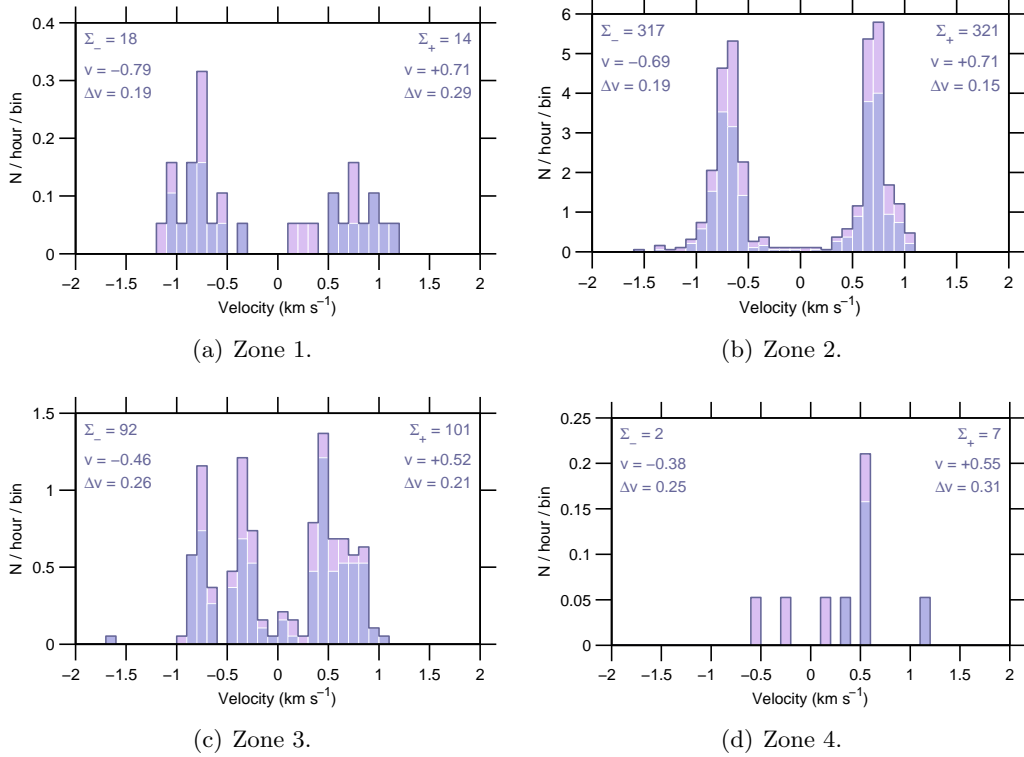 0.4
0.3
0.2
0.1
0
N / hour / bin
Σ− = 18
v = −0.79
Δv = 0.19
Σ+ = 14
v = +0.71
Δv = 0.29
−2 −1.5 −1 −0.5 0 0.5 1 1.5 2
Velocity (km s−1)
(a) Zone 1.
6
5
4
3
2
1
0
N / hour / bin
Σ− = 317
v = −0.69
Δv = 0.19
Σ+ = 321
v = +0.71
Δv = 0.15
−2 −1.5 −1 −0.5 0 0.5 1 1.5 2
Velocity (km s−1)
(b) Zone 2.
1.5
1
0.5
0
N / hour / bin
Σ− = 92
v = −0.46
Δv = 0.26
Σ+ = 101
v = +0.52
Δv = 0.21
−2 −1.5 −1 −0.5 0 0.5 1 1.5 2
Velocity (km s−1)
(c) Zone 3.
0.25
0.2
0.15
0.1
0.05
0
N / hour / bin
Σ− = 2
v = −0.38
Δv = 0.25
Σ+ = 7
v = +0.55
Δv = 0.31
−2 −1.5 −1 −0.5 0 0.5 1 1.5 2
Velocity (km s−1)
(d) Zone 4.